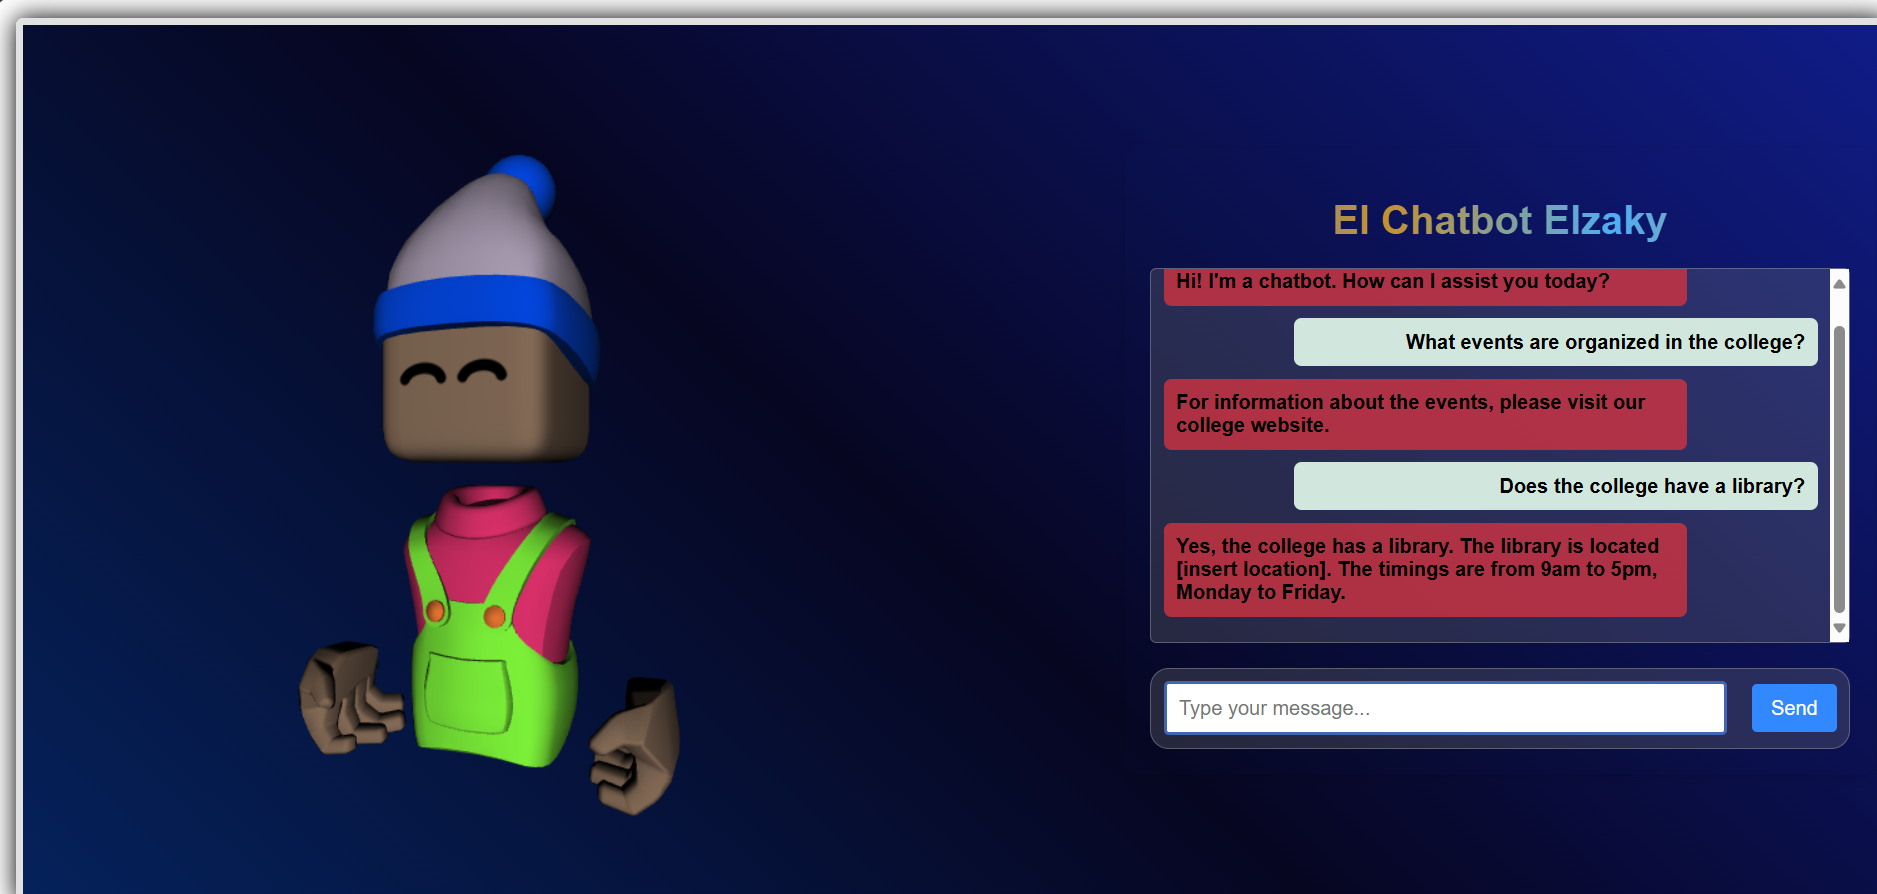 El Chatbot Elzaky
Hi! I'm a chatbot. How can I assist you today?
What events are organized in the college?
For information about the events, please visit our
college website.
Does the college have a library?
Yes, the college has a library. The library is located
[insert location]. The timings are from 9am to 5pm,
Monday to Friday.
Type your message...
Send